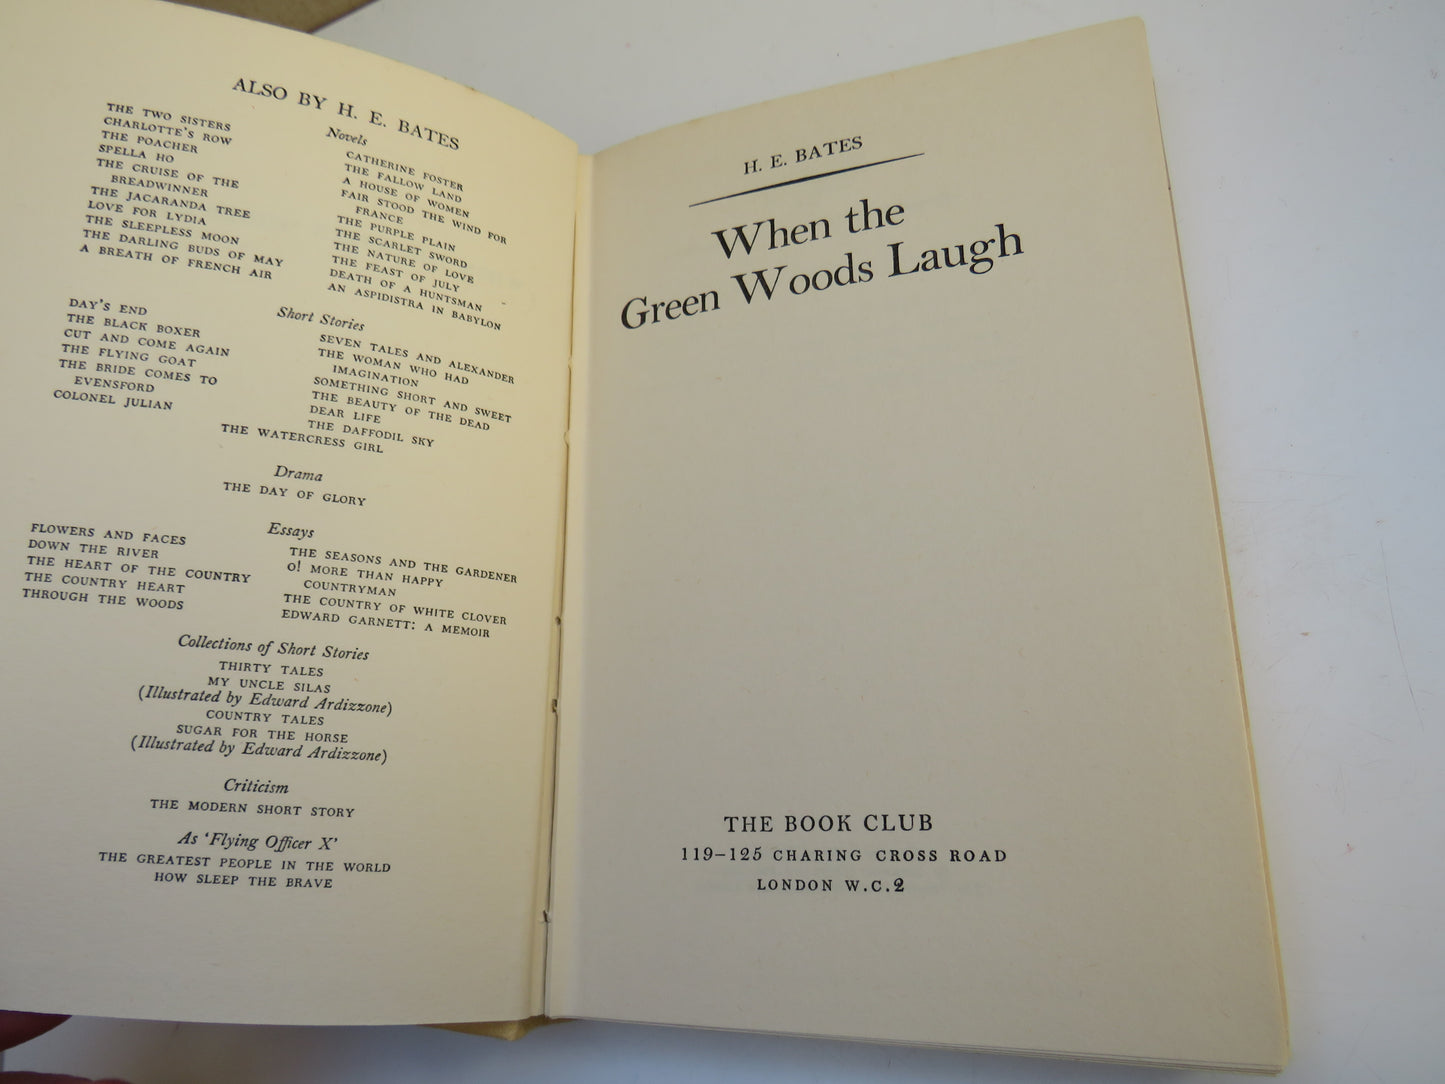 ALSO BY H. E. BATES
Novels
THE TWO SISTERS
CHARLOTTE'S ROW
THE POACHER
SPELLA HO
THE CRUISE OF THE
BREADWINNER
THE JACARANDA TREE
LOVE FOR LYDIA
THE SLEEPLESS MOON
THE DARLING BUDS OF MAY
A BREATH OF FRENCH AIR
CATHERINE FOSTER
THE FALLOW LAND
A HOUSE OF WOMEN
FAIR STOOD THE WIND FOR
FRANCE
THE PURPLE PLAIN
THE SCARLET SWORD
THE NATURE OF LOVE
THE FEAST OF JULY
DEATH OF A HUNTSMAN
AN ASPIDISTRA IN BABYLON
Short Stories
DAY'S END
THE BLACK BOXER
CUT AND COME AGAIN
THE FLYING GOAT
THE BRIDE COMES TO
EVENSFORD
COLONEL JULIAN
SEVEN TALES AND ALEXANDER
THE WOMAN WHO HAD
IMAGINATION
SOMETHING SHORT AND SWEET
THE BEAUTY OF THE DEAD
DEAR LIFE
THE DAFFODIL SKY
THE WATERCRESS GIRL
Drama
THE DAY OF GLORY
Essays
FLOWERS AND FACES
DOWN THE RIVER
THE HEART OF THE COUNTRY
THE COUNTRY HEART
THROUGH THE WOODS
THE SEASONS AND THE GARDENER
O! MORE THAN HAPPY
COUNTRYMAN
THE COUNTRY OF WHITE CLOVER
EDWARD GARNETT: A MEMOIR
Collections of Short Stories
THIRTY TALES
MY UNCLE SILAS
(Illustrated by Edward Ardizzone)
COUNTRY TALES
SUGAR FOR THE HORSE
(Illustrated by Edward Ardizzone)
Criticism
THE MODERN SHORT STORY
As 'Flying Officer X'
THE GREATEST PEOPLE IN THE WORLD
HOW SLEEP THE BRAVE
H. E. BATES
When the
Green Woods Laugh
THE BOOK CLUB
119–125 CHARING CROSS ROAD
LONDON W.C.2